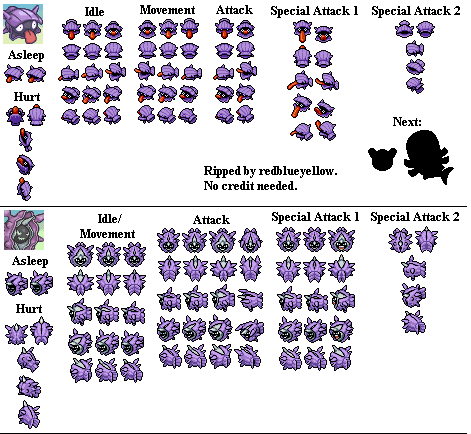 Idle
Movement
Attack
Special Attack 1
Special Attack 2
Asleep
Hurt
Next:
Ripped by redblueyellow.
No credit needed.
Idle/
Movement
Attack
Special Attack 1
Special Attack 2
Asleep
Hurt